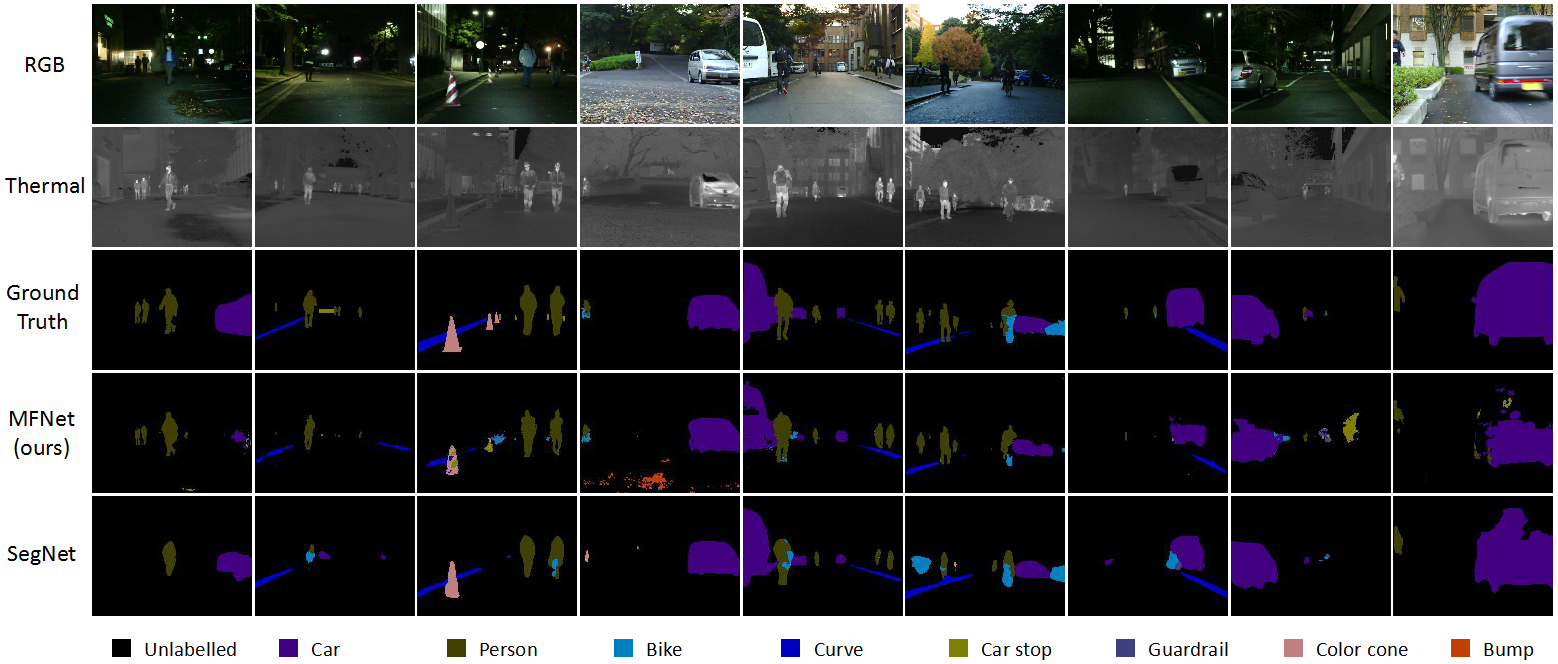 RGB
Thermal
Ground
Truth
MFNet
(ours)
SegNet
Unlabelled Car Person Bike Curve Car stop Guardrail Color cone Bump